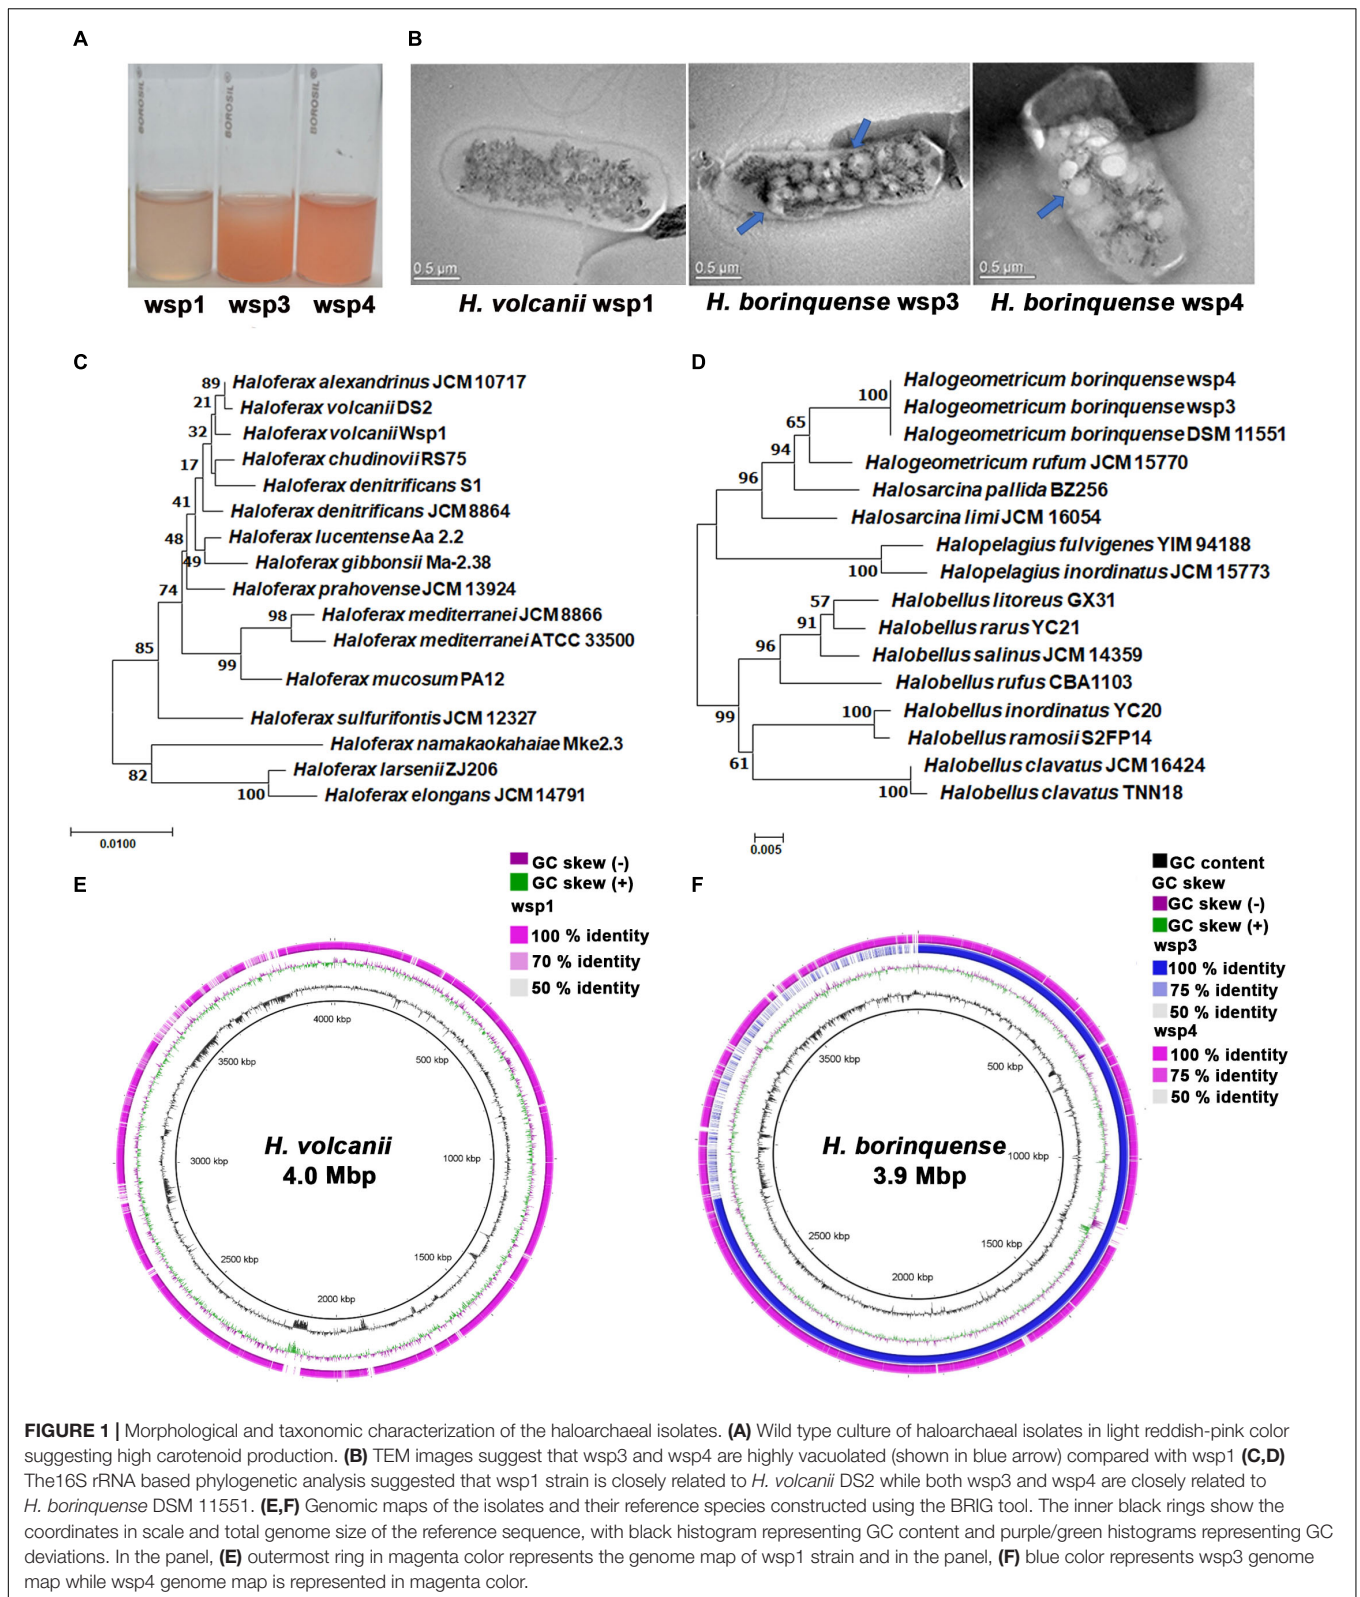 A
B
BOROSIL®
BOROSIL®
BOROSIL®
wsp1
wsp3
wsp4
0.5 µm
0.5 µm
0.5 µm
H. volcanii wsp1
H. borinquense wsp3
H. borinquense wsp4
C
Haloferax alexandrinus JCM 10717
Haloferax volcanii DS2
Haloferax volcanii Wsp1
Haloferax chudinovii RS75
Haloferax denitrificans S1
Haloferax denitrificans JCM 8864
Haloferax lucentense Aa 2.2
Haloferax gibbonsii Ma-2.38
Haloferax prahovense JCM 13924
Haloferax mediterranei JCM 8866
Haloferax mediterranei ATCC 33500
Haloferax mucosum PA12
Haloferax sulfurifontis JCM 12327
Haloferax namakaokahaiae Mke2.3
Haloferax larsenii ZJ206
Haloferax elongans JCM 14791
89
21
32
17
41
48
49
74
98
99
85
82
100
0.0100
D
Halogeometricum borinquense wsp4
Halogeometricum borinquense wsp3
Halogeometricum borinquense DSM 11551
Halogeometricum rufum JCM 15770
Halosarcina pallida BZ256
Halosarcina limi JCM 16054
Halopelagius fulvigenes YIM 94188
Halopelagius inordinatus JCM 15773
Halobellus litoreus GX31
Halobellus rarus YC21
Halobellus salinus JCM 14359
Halobellus rufus CBA1103
Halobellus inordinatus YC20
Halobellus ramosii S2FP14
Halobellus clavatus JCM 16424
Halobellus clavatus TNN18
100
65
94
96
100
57
91
96
99
100
61
100
0.005
E
GC skew (-)
GC skew (+)
wsp1
100 % identity
70 % identity
50 % identity
4000 kbp
500 kbp
3500 kbp
H. volcanii
4.0 Mbp
3000 kbp
1000 kbp
2500 kbp
1500 kbp
2000 kbp
F
GC content
GC skew
GC skew (-)
GC skew (+)
wsp3
100 % identity
75 % identity
50 % identity
wsp4
100 % identity
75 % identity
50 % identity
3500 kbp
500 kbp
H. borinquense
3.9 Mbp
1000 kbp
2500 kbp
1500 kbp
2000 kbp
FIGURE 1 | Morphological and taxonomic characterization of the haloarchaeal isolates. (A) Wild type culture of haloarchaeal isolates in light reddish-pink color
suggesting high carotenoid production. (B) TEM images suggest that wsp3 and wsp4 are highly vacuolated (shown in blue arrow) compared with wsp1 (C,D)
The16S rRNA based phylogenetic analysis suggested that wsp1 strain is closely related to H. volcanii DS2 while both wsp3 and wsp4 are closely related to
H. borinquense DSM 11551. (E,F) Genomic maps of the isolates and their reference species constructed using the BRIG tool. The inner black rings show the
coordinates in scale and total genome size of the reference sequence, with black histogram representing GC content and purple/green histograms representing GC
deviations. In the panel, (E) outermost ring in magenta color represents the genome map of wsp1 strain and in the panel, (F) blue color represents wsp3 genome
map while wsp4 genome map is represented in magenta color.